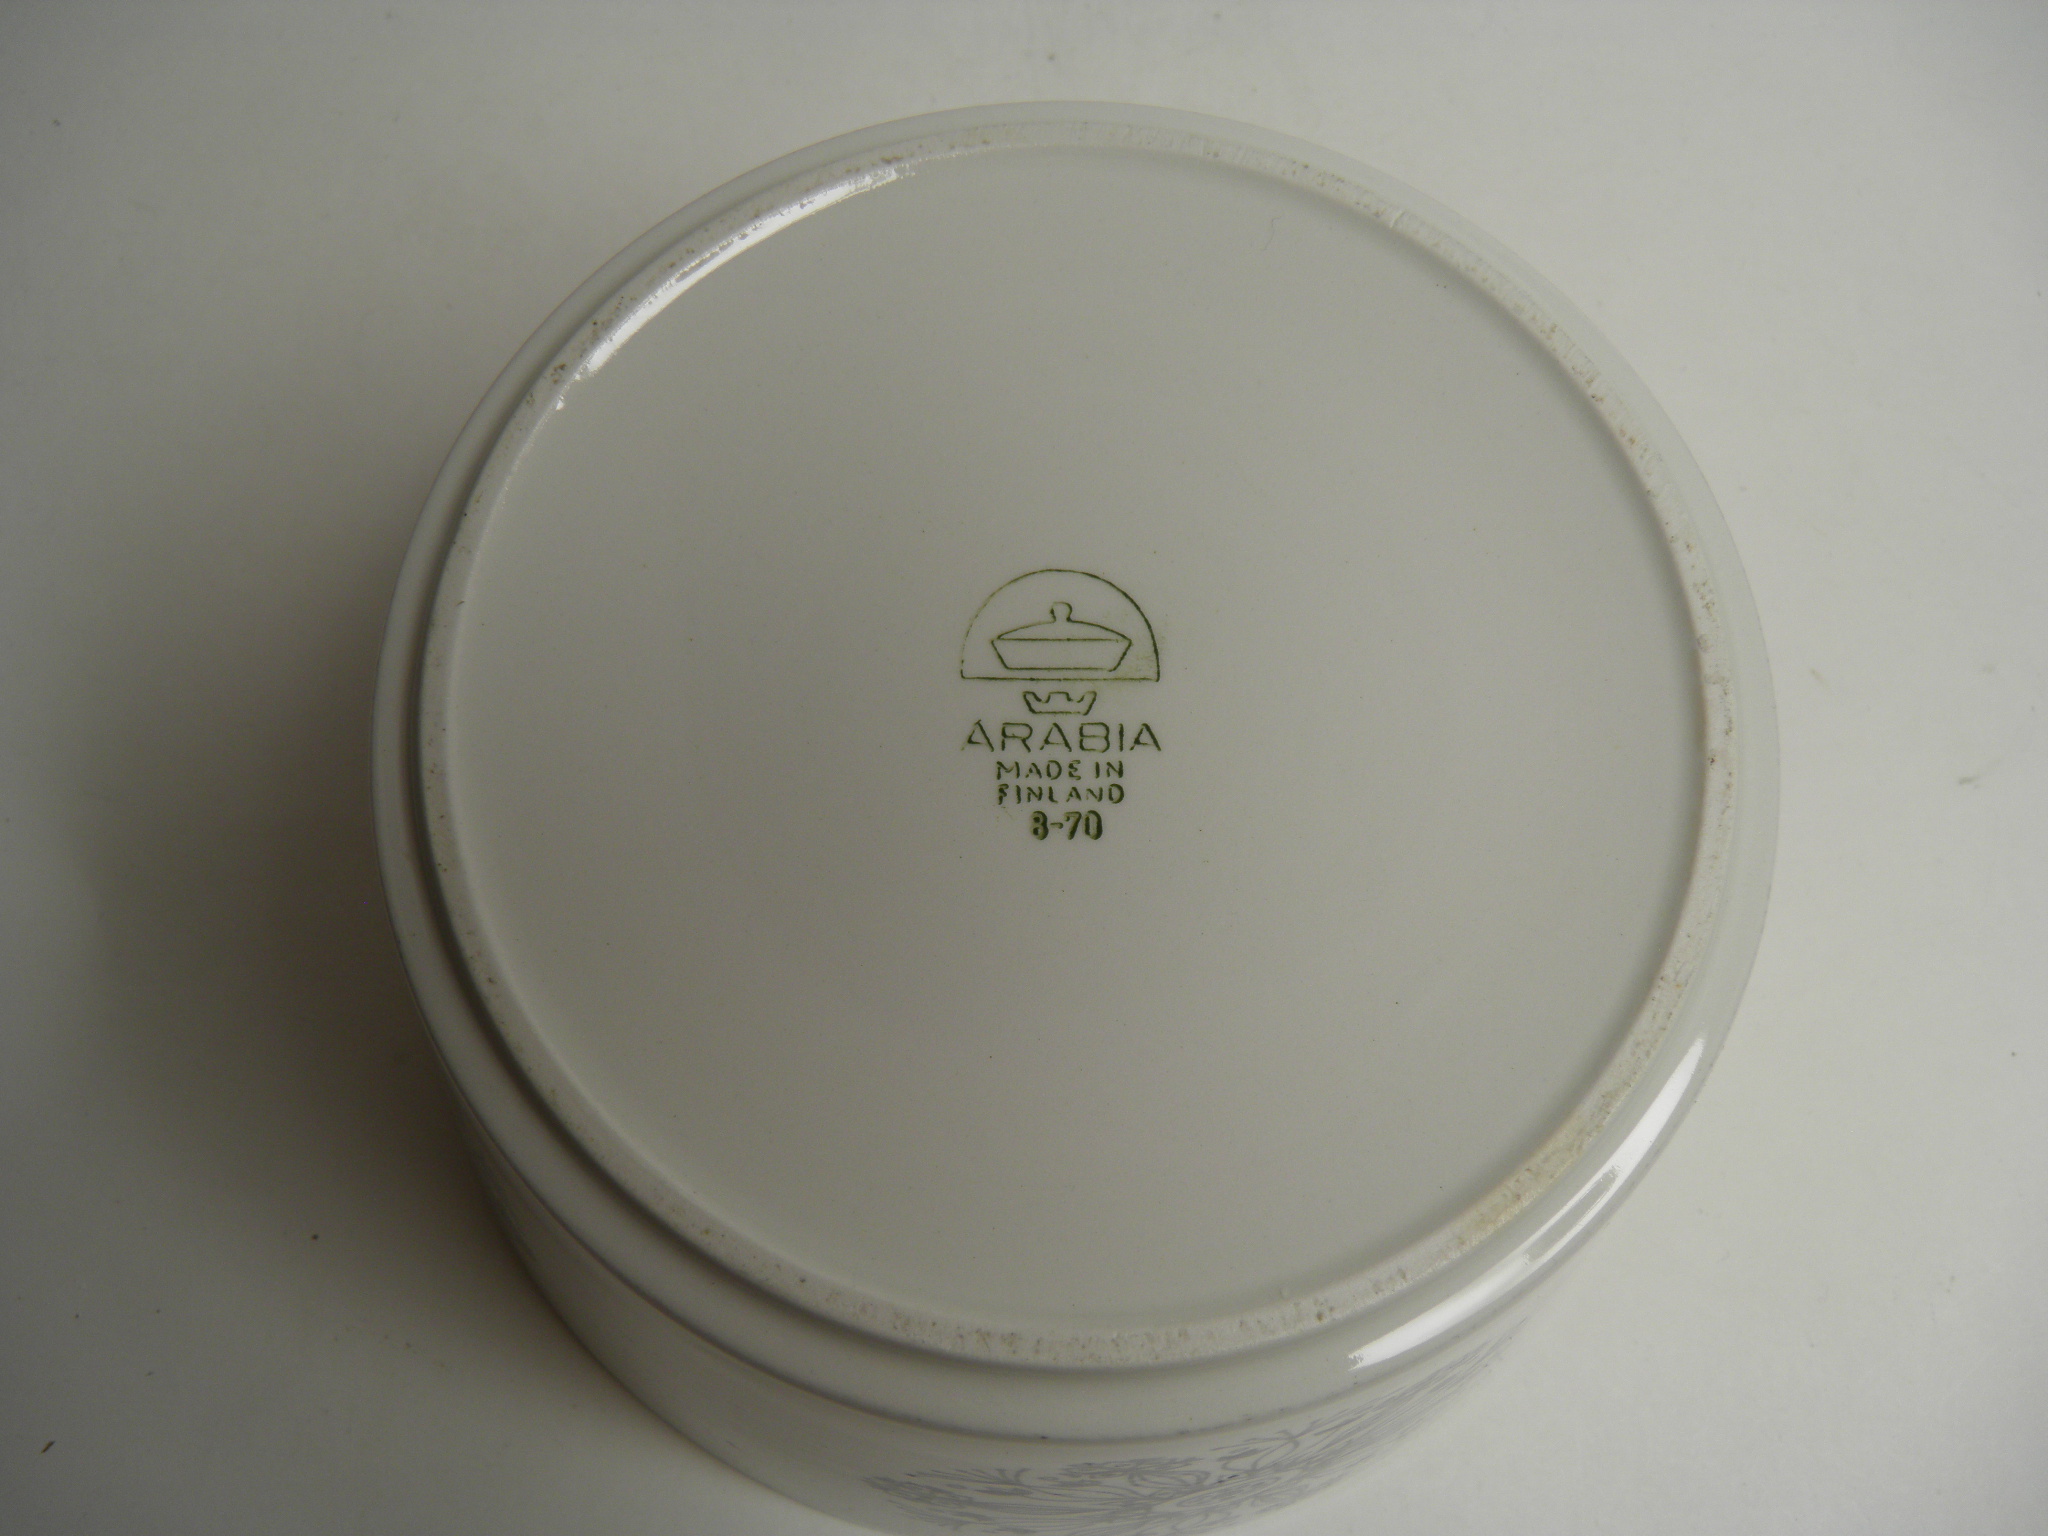 ARABIA
MADE IN
FINLAND
8-70